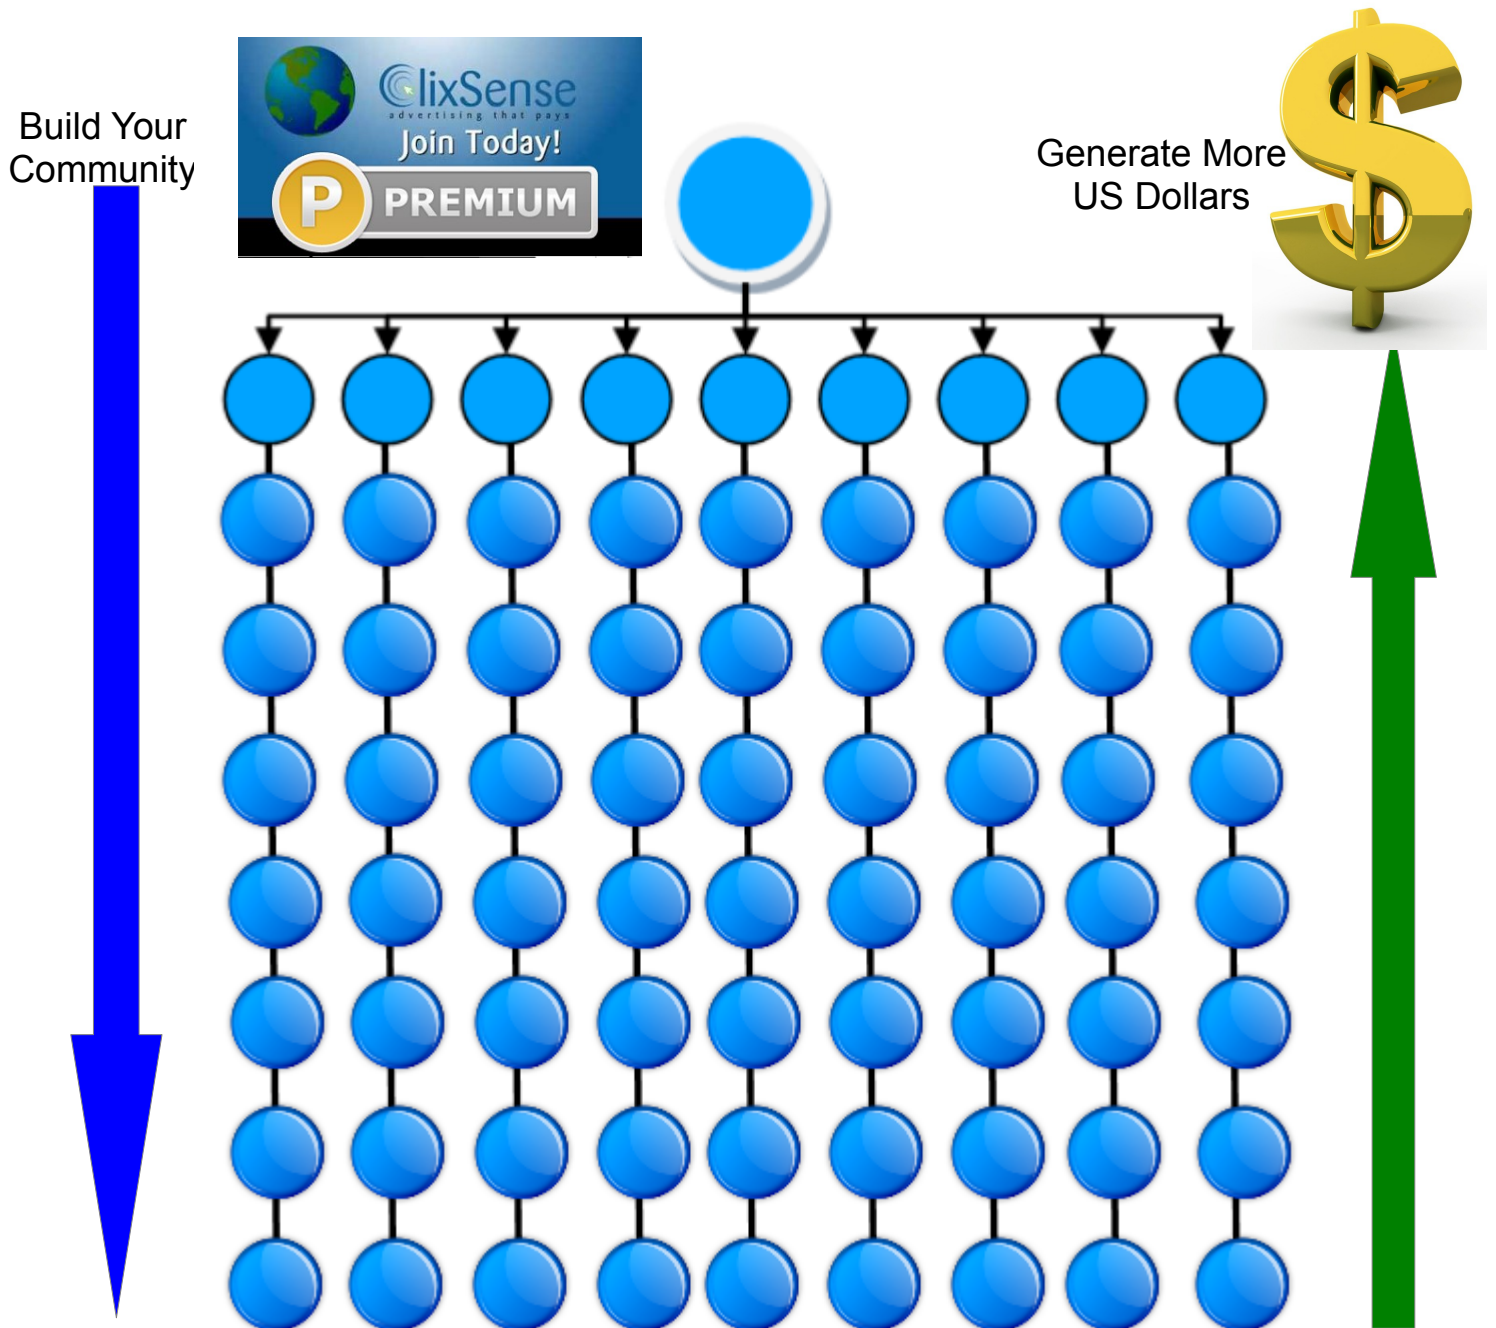 Build Your
Community
ClixSense
advertising that pays
Join Today!
P PREMIUM
Generate More
US Dollars